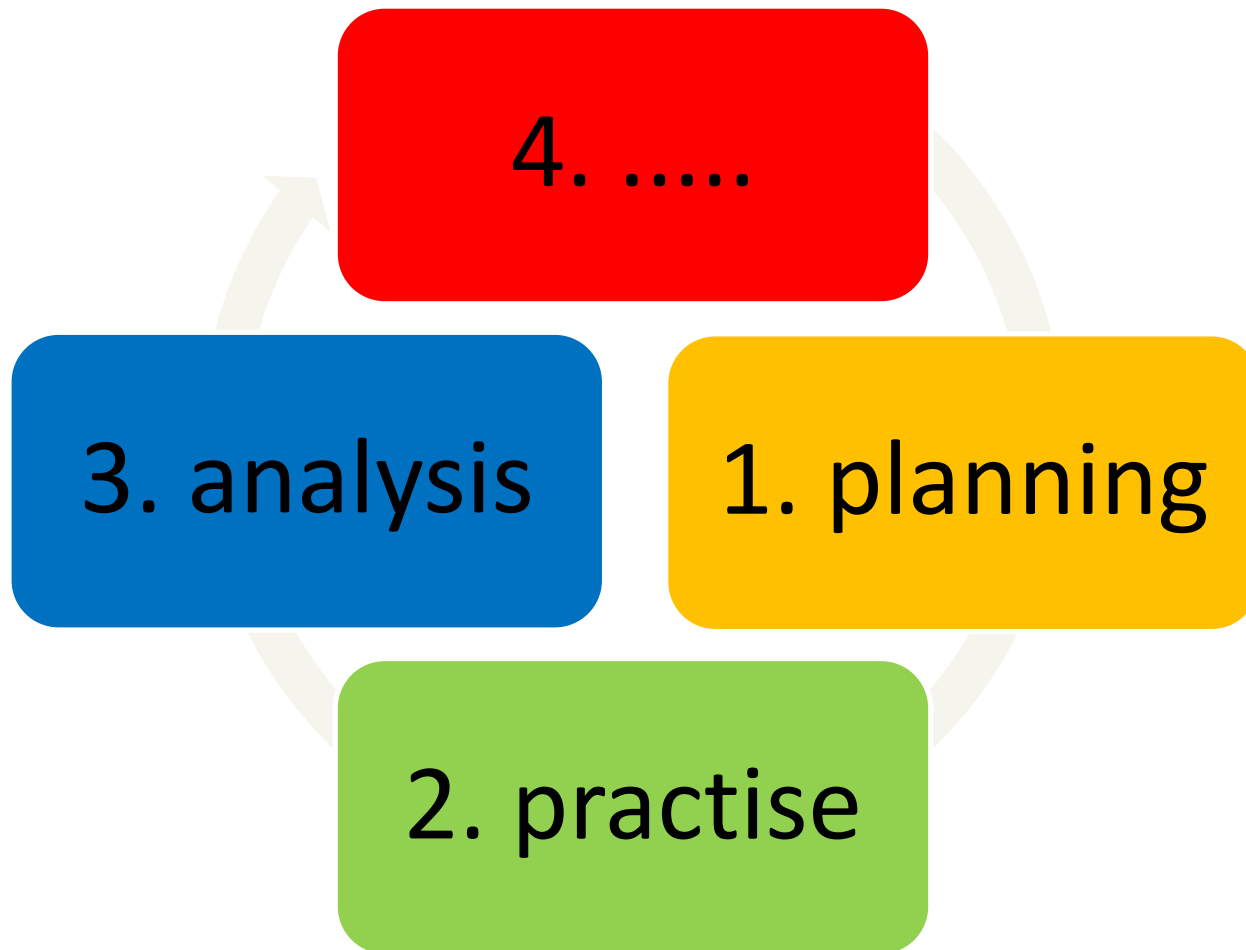 4. .....
3. analysis
1. planning
2. practise